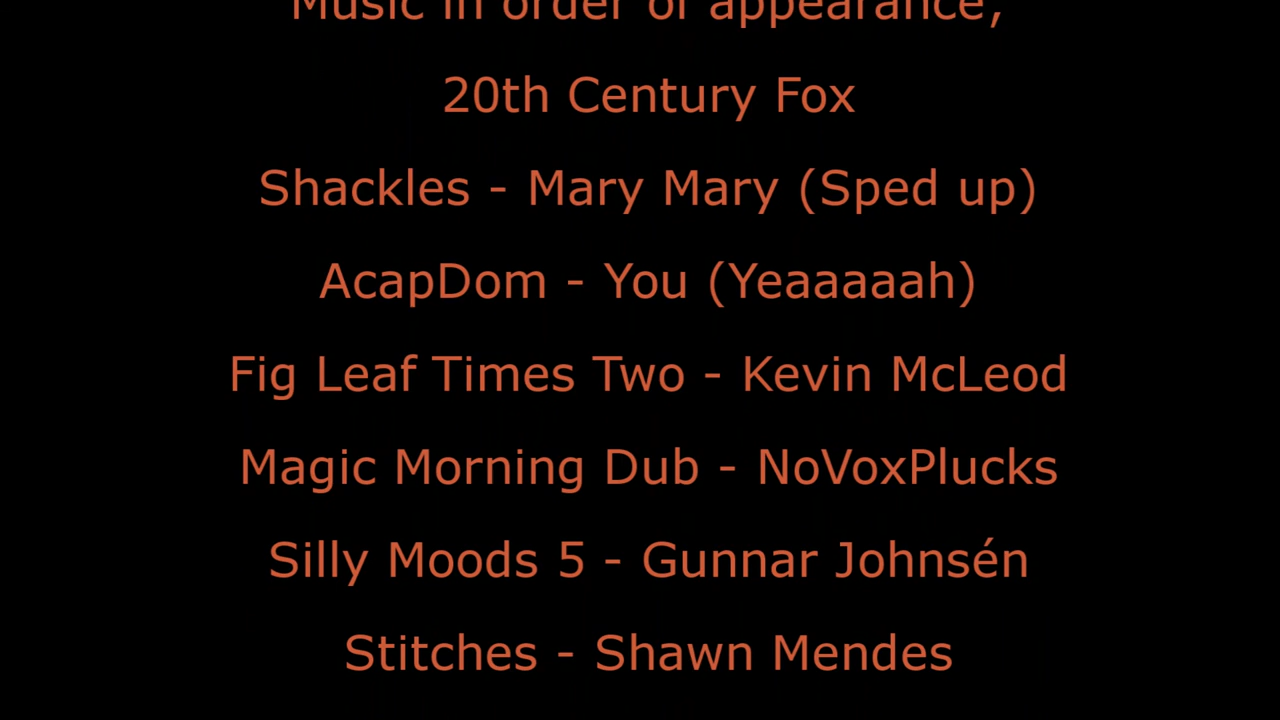 Music in order of appearance,
20th Century Fox
Shackles - Mary Mary (Sped up)
AcapDom - You (Yeaaaaah)
Fig Leaf Times Two - Kevin McLeod
Magic Morning Dub - NoVoxPlucks
Silly Moods 5 - Gunnar Johnsén
Stitches - Shawn Mendes